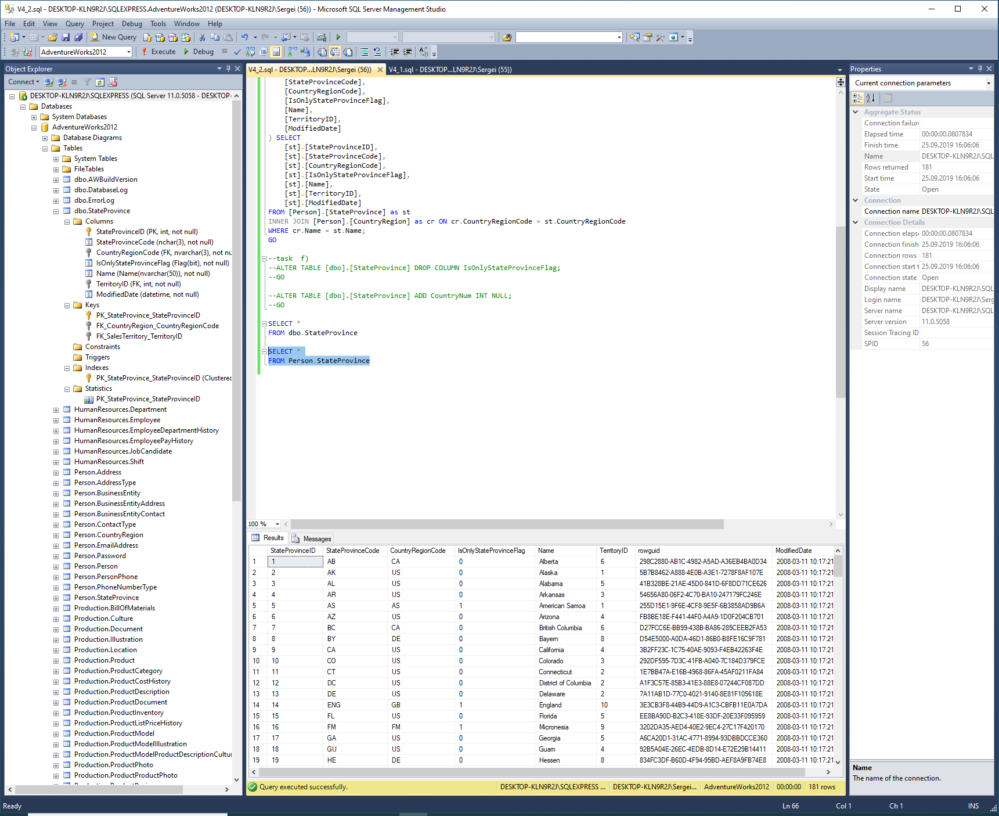 V4_2.sql - DESKTOP-KLN9R2J\SQLEXPRESS.AdventureWorks2012 (DESKTOP-KLN9R2J\Sergei (56)) - Microsoft SQL Server Management Studio
File Edit View Query Project Debug Tools Window Help
New Query
AdventureWorks2012 Execute Debug
Object Explorer
Connect
DESKTOP-KLN9R2J\SQLEXPRESS (SQL Server 11.0.5058 - DESKTOP-
Databases
System Databases
AdventureWorks2012
Database Diagrams
Tables
System Tables
FileTables
dbo.AWBuildVersion
dbo.DatabaseLog
dbo.ErrorLog
dbo.StateProvince
Columns
StateProvinceID (PK, int, not null)
StateProvinceCode (nchar(3), not null)
CountryRegionCode (FK, nvarchar(3), not nu
IsOnlyStateProvinceFlag (Flag(bit), not null)
Name (Name(nvarchar(50)), not null)
TerritoryID (FK, int, not null)
ModifiedDate (datetime, not null)
Keys
PK_StateProvince_StateProvinceID
FK_CountryRegion_CountryRegionCode
FK_SalesTerritory_TerritoryID
Constraints
Triggers
Indexes
PK_StateProvince_StateProvinceID (Clustered
Statistics
PK_StateProvince_StateProvinceID
HumanResources.Department
HumanResources.Employee
HumanResources.EmployeeDepartmentHistory
HumanResources.EmployeePayHistory
HumanResources.JobCandidate
HumanResources.Shift
Person.Address
Person.AddressType
Person.BusinessEntity
Person.BusinessEntityAddress
Person.BusinessEntityContact
Person.ContactType
Person.CountryRegion
Person.EmailAddress
Person.Password
Person.Person
Person.PersonPhone
Person.PhoneNumberType
Person.StateProvince
Production.BillOfMaterials
Production.Culture
Production.Document
Production.Illustration
Production.Location
Production.Product
Production.ProductCategory
Production.ProductCostHistory
Production.ProductDescription
Production.ProductDocument
Production.ProductInventory
Production.ProductListPriceHistory
Production.ProductModel
Production.ProductModelIllustration
Production.ProductModelProductDescriptionCultur
Production.ProductPhoto
Production.ProductProductPhoto
V4_2.sql - DESKTOP...LN9R2J\Sergei (56)) V4_1.sql - DESKTOP...LN9R2J\Sergei (55))
[StateProvinceCode],
[CountryRegionCode],
[IsOnlyStateProvinceFlag],
[Name],
[TerritoryID],
[ModifiedDate]
) SELECT
[st].[StateProvinceID],
[st].[StateProvinceCode],
[st].[CountryRegionCode],
[st].[IsOnlyStateProvinceFlag],
[st].[Name],
[st].[TerritoryID],
[st].[ModifiedDate]
FROM [Person].[StateProvince] as st
INNER JOIN [Person].[CountryRegion] as cr ON cr.CountryRegionCode = st.CountryRegionCode
WHERE cr.Name = st.Name;
GO
--task  f)
--ALTER TABLE [dbo].[StateProvince] DROP COLUMN IsOnlyStateProvinceFlag;
--GO
--ALTER TABLE [dbo].[StateProvince] ADD CountryNum INT NULL;
--GO
SELECT *
FROM dbo.StateProvince
SELECT *
FROM Person.StateProvince
100 %
Results Messages
StateProvinceID StateProvinceCode CountryRegionCode IsOnlyStateProvinceFlag Name TerritoryID rowguid ModifiedDate
1 1 AB CA 0 Alberta 6 298C2880-AB1C-4982-A5AD-A36EB4BA0D34 2008-03-11 10:17:21
2 2 AK US 0 Alaska 1 5B7B8462-A888-4E0B-A3E1-7278F8AF107E 2008-03-11 10:17:21
3 3 AL US 0 Alabama 5 41B328BE-21AE-45D0-841D-6F8DD71CE626 2008-03-11 10:17:21
4 4 AR US 0 Arkansas 3 54656A80-06F2-4C70-BA10-247179FC246E 2008-03-11 10:17:21
5 5 AS AS 1 American Samoa 1 255D15E1-9F6E-4CF8-9E5F-6B3858AD9B6A 2008-03-11 10:17:21
6 6 AZ US 0 Arizona 4 FB8BE18E-F441-44F0-A4A9-1D0F204CB701 2008-03-11 10:17:21
7 7 BC CA 0 British Columbia 6 D27FCC6E-BB99-438B-BA86-285CEEB2FA53 2008-03-11 10:17:21
8 8 BY DE 0 Bayern 8 D54E5000-A0DA-46D1-86B0-B8FE16C9F781 2008-03-11 10:17:21
9 9 CA US 0 California 4 3B2FF23C-1C75-40AE-9093-F4EB42263F4E 2008-03-11 10:17:21
10 10 CO US 0 Colorado 3 292DF595-7D3C-41FB-A040-7C184D379FCE 2008-03-11 10:17:21
11 11 CT US 0 Connecticut 2 1E7BB47A-E16B-4968-86FA-45AF0211FA84 2008-03-11 10:17:21
12 12 DC US 0 District of Columbia 2 A1F3C57E-85B3-41E3-88E8-07244CF087DD 2008-03-11 10:17:21
13 13 DE US 0 Delaware 2 7A11AB1D-77C0-4021-9140-8E81F105618E 2008-03-11 10:17:21
14 14 ENG GB 1 England 10 3E3CB3F8-44B9-44D9-A1C3-CBFB11E0A7DA 2008-03-11 10:17:21
15 15 FL US 0 Florida 5 EE8BA90D-B2C3-418E-93DF-20E33F095959 2008-03-11 10:17:21
16 16 FM FM 1 Micronesia 9 3202DA35-AED4-40E2-9EC4-27C17F420170 2008-03-11 10:17:21
17 17 GA US 0 Georgia 5 A6CA20D1-31AC-4771-8994-93DBBDCCE360 2008-03-11 10:17:21
18 18 GU US 0 Guam 4 92B5A04E-26EC-4EDB-8D14-E72E29B14411 2008-03-11 10:17:21
19 19 HE DE 0 Hessen 8 834FC3DF-B60D-4F94-95BD-AEF8A9FB74E8 2008-03-11 10:17:21
Query executed successfully. DESKTOP-KLN9R2J\SQLEXPRESS ... DESKTOP-KLN9R2J\Sergei... AdventureWorks2012 00:00:00 181 rows
Properties
Current connection parameters
Aggregate Status
Connection failure
Elapsed time 00:00:00.0807834
Finish time 25.09.2019 16:06:06
Name DESKTOP-KLN9R2J\SQL
Rows returned 181
Start time 25.09.2019 16:06:06
State Open
Connection
Connection name DESKTOP-KLN9R2J\SQL
Connection Details
Connection elaps 00:00:00.0807834
Connection finish 25.09.2019 16:06:06
Connection rows 181
Connection start t 25.09.2019 16:06:06
Connection state Open
Display name DESKTOP-KLN9R2J\SQL
Login name DESKTOP-KLN9R2J\Serg
Server name DESKTOP-KLN9R2J\SQL
Server version 11.0.5058
Session Tracing ID
SPID 56
Name
The name of the connection.
Ready Ln 66 Col 1 Ch 1 INS